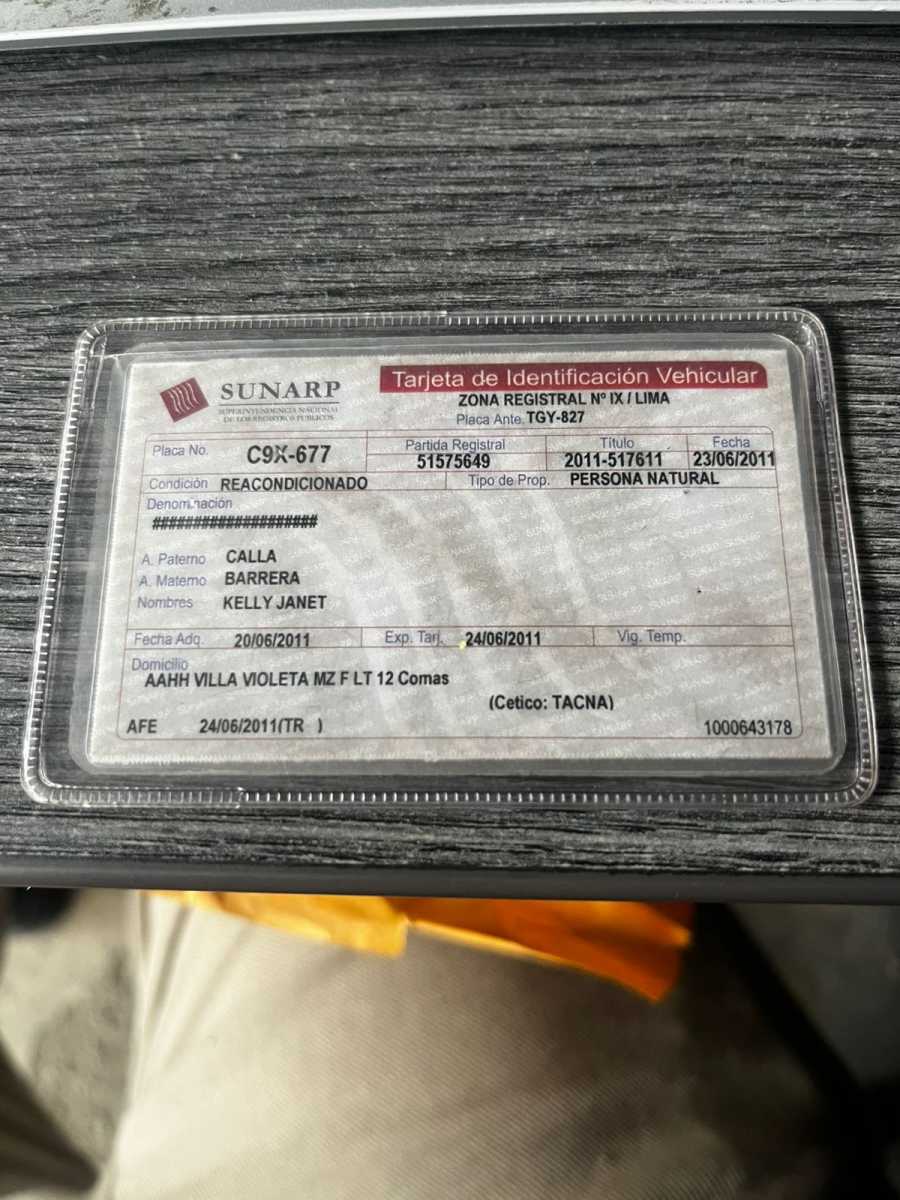 SUNARP
SUPERINTENDENCIA NACIONAL
DE LOS REGISTROS PUBLICOS
Tarjeta de Identificación Vehicular
ZONA REGISTRAL Nº IX / LIMA
Placa Ante. TGY-827
Placa No. C9X-677
Partida Registral 51575649
Título 2011-517611
Fecha 23/06/2011
Condición REACONDICIONADO
Tipo de Prop. PERSONA NATURAL
Denominación
####################
A. Paterno CALLA
A. Materno BARRERA
Nombres KELLY JANET
Fecha Adq. 20/06/2011 Exp. Tarj. 24/06/2011 Vig. Temp.
Domicilio
AAHH VILLA VIOLETA MZ F LT 12 Comas
(Cetico: TACNA)
AFE 24/06/2011(TR ) 1000643178